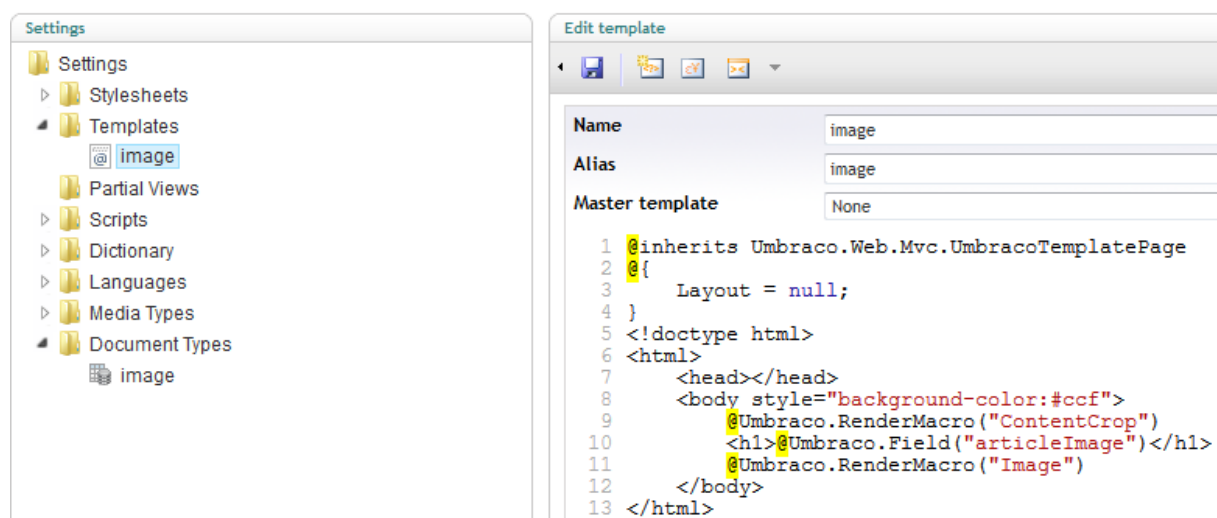 Settings
Settings
Stylesheets
Templates
image
Partial Views
Scripts
Dictionary
Languages
Media Types
Document Types
image
Edit template
Name image
Alias image
Master template None
1 @inherits Umbraco.Web.Mvc.UmbracoTemplatePage
2 @{
3 Layout = null;
4 }
5 <!doctype html>
6 <html>
7 <head></head>
8 <body style="background-color:#ccf">
9 @Umbraco.RenderMacro("ContentCrop")
10 <h1>@Umbraco.Field("articleImage")</h1>
11 @Umbraco.RenderMacro("Image")
12 </body>
13 </html>